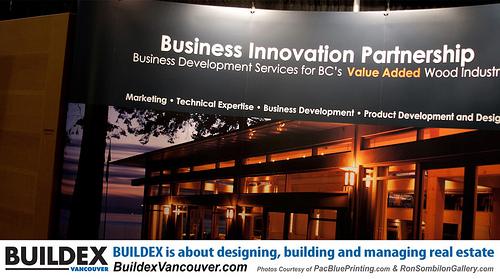 Business Innovation Partnership
Business Development Services for BC's Value Added Wood
Marketing • Technical Expertise • Business Development • Product Development and
BUILDEX
VANCOUVER
BUILDEX is about designing, building and managing real estate
BuildexVancouver.com
Photos Courtesy of PacBluePrinting.com & RonSombilonGallery.com